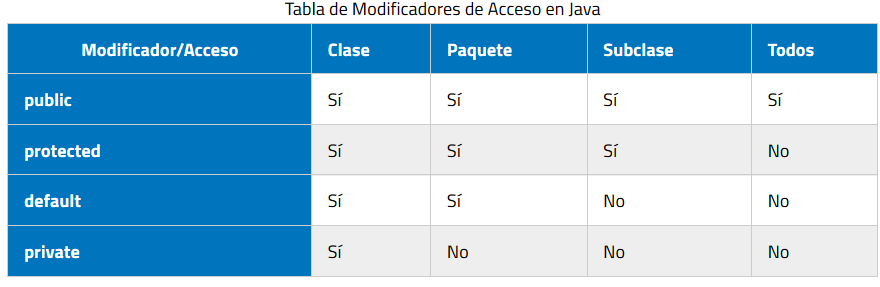 Tabla de Modificadores de Acceso en Java
Modificador/Acceso Clase Paquete Subclase Todos
public Sí Sí Sí Sí
protected Sí Sí Sí No
default Sí Sí No No
private Sí No No No